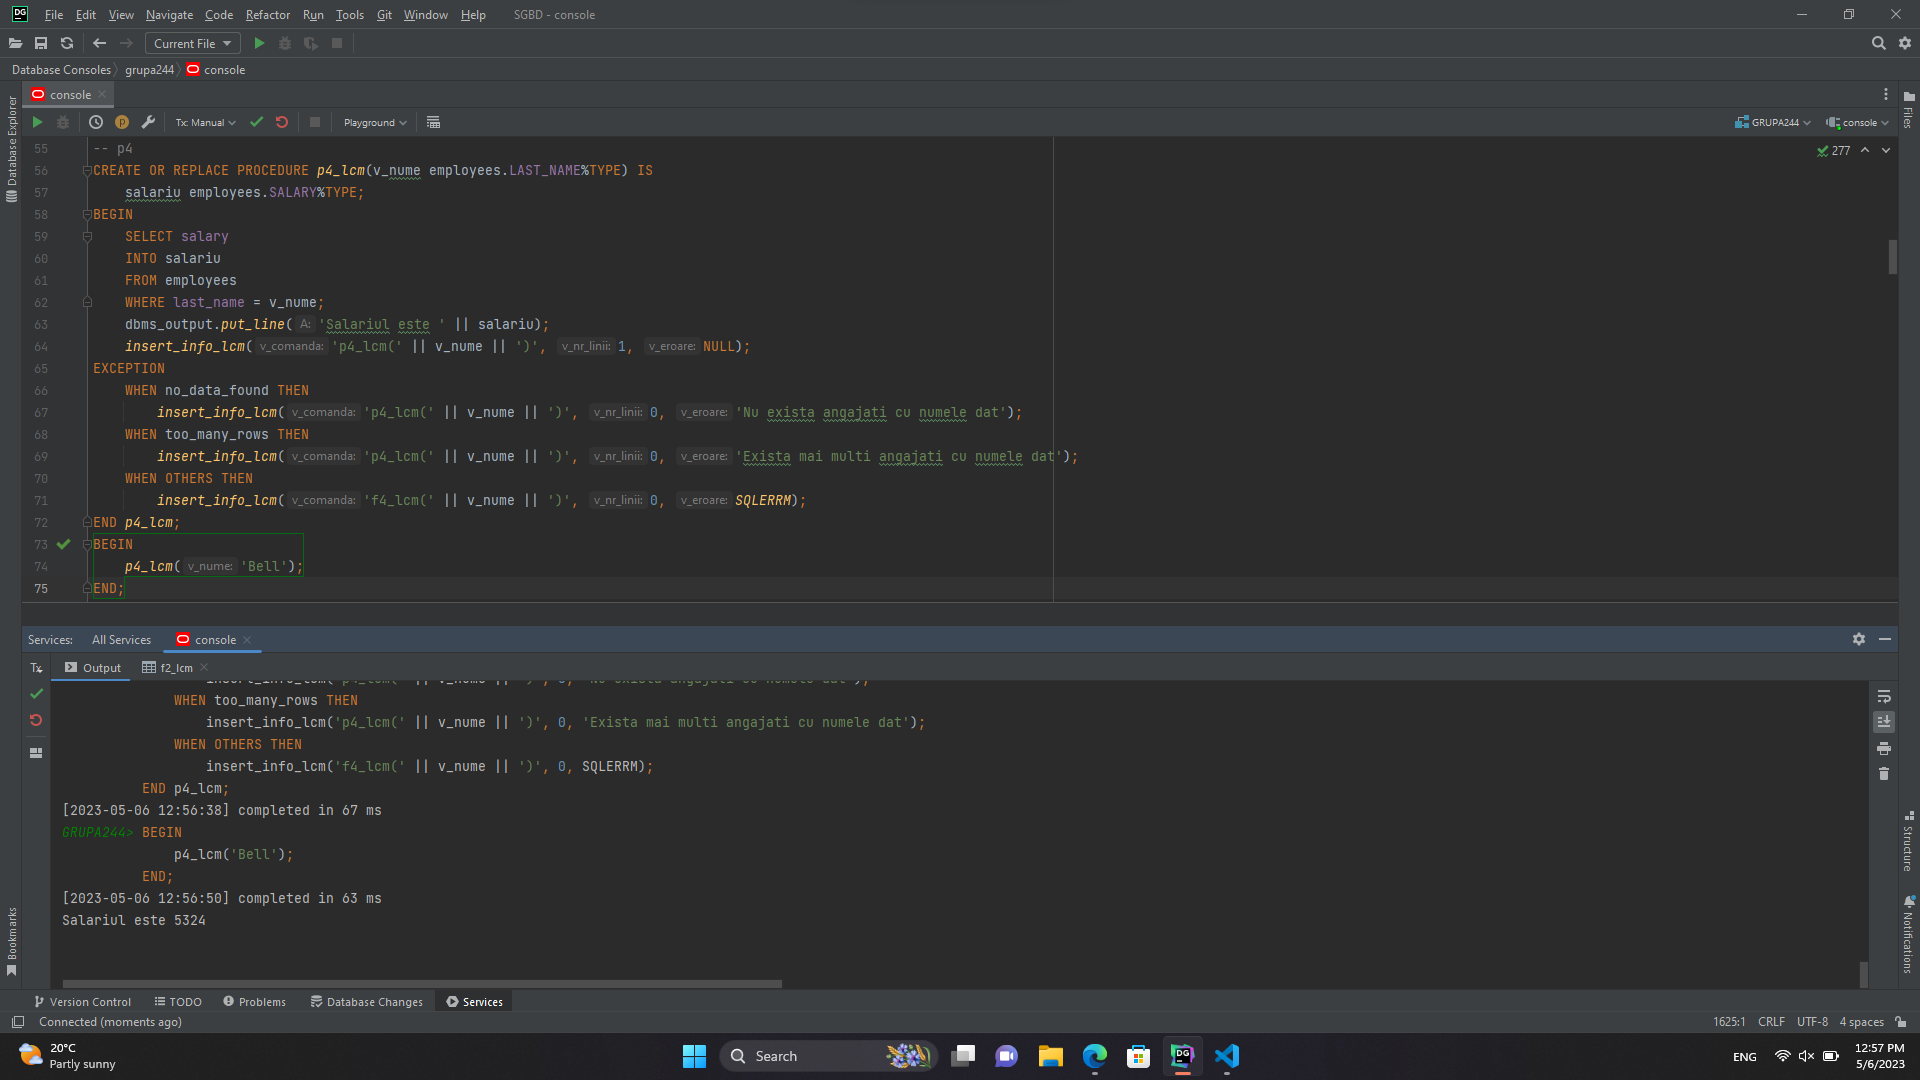 DG File Edit View Navigate Code Refactor Run Tools Git Window Help SGBD - console
Current File
Database Consoles grupa244 console
console
Tx: Manual Playground GRUPA244 console
277
Database Explorer
Files
55 -- p4
56 CREATE OR REPLACE PROCEDURE p4_lcm(v_nume employees.LAST_NAME%TYPE) IS
57 salariu employees.SALARY%TYPE;
58 BEGIN
59 SELECT salary
60 INTO salariu
61 FROM employees
62 WHERE last_name = v_nume;
63 dbms_output.put_line( A: 'Salariul este ' || salariu);
64 insert_info_lcm( v_comanda: 'p4_lcm(' || v_nume || ')', v_nr_linii: 1, v_eroare: NULL);
65 EXCEPTION
66 WHEN no_data_found THEN
67 insert_info_lcm( v_comanda: 'p4_lcm(' || v_nume || ')', v_nr_linii: 0, v_eroare: 'Nu exista angajati cu numele dat');
68 WHEN too_many_rows THEN
69 insert_info_lcm( v_comanda: 'p4_lcm(' || v_nume || ')', v_nr_linii: 0, v_eroare: 'Exista mai multi angajati cu numele dat');
70 WHEN OTHERS THEN
71 insert_info_lcm( v_comanda: 'f4_lcm(' || v_nume || ')', v_nr_linii: 0, v_eroare: SQLERRM);
72 END p4_lcm;
73 BEGIN
74 p4_lcm( v_nume: 'Bell');
75 END;
Services: All Services console
Tx Output f2_lcm
WHEN too_many_rows THEN
insert_info_lcm('p4_lcm(' || v_nume || ')', 0, 'Exista mai multi angajati cu numele dat');
WHEN OTHERS THEN
insert_info_lcm('f4_lcm(' || v_nume || ')', 0, SQLERRM);
END p4_lcm;
[2023-05-06 12:56:38] completed in 67 ms
GRUPA244> BEGIN
p4_lcm('Bell');
END;
[2023-05-06 12:56:50] completed in 63 ms
Salariul este 5324
Structure
Notifications
Bookmarks
Version Control TODO Problems Database Changes Services
Connected (moments ago) 1625:1 CRLF UTF-8 4 spaces
20°C
Partly sunny
Search
DG
ENG
12:57 PM
5/6/2023